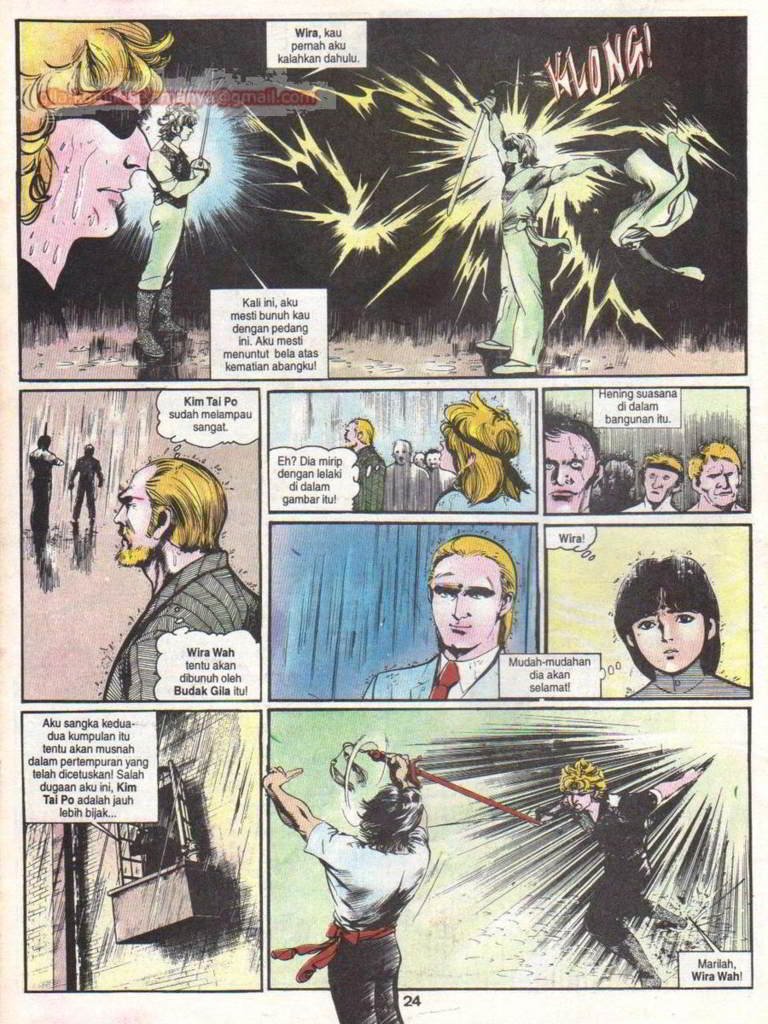 Wira, kau
pernah aku
kalahkan dahulu.
KLONG!
Kali ini, aku
mesti bunuh kau
dengan pedang
ini. Aku mesti
menuntut bela atas
kematian abangku!
Kim Tai Po
sudah melampau
sangat.
Wira Wah
tentu akan
dibunuh oleh
Budak Gila itu!
Eh? Dia mirip
dengan lelaki
di dalam
gambar itu!
Hening suasana
di dalam
bangunan itu.
Mudah-mudahan
dia akan
selamat!
Wira!
Aku sangka kedua-
dua kumpulan itu
tentu akan musnah
dalam pertempuran yang
telah dicetuskan! Salah
dugaan aku ini, Kim
Tai Po adalah jauh
lebih bijak...
Marilah,
Wira Wah!
24